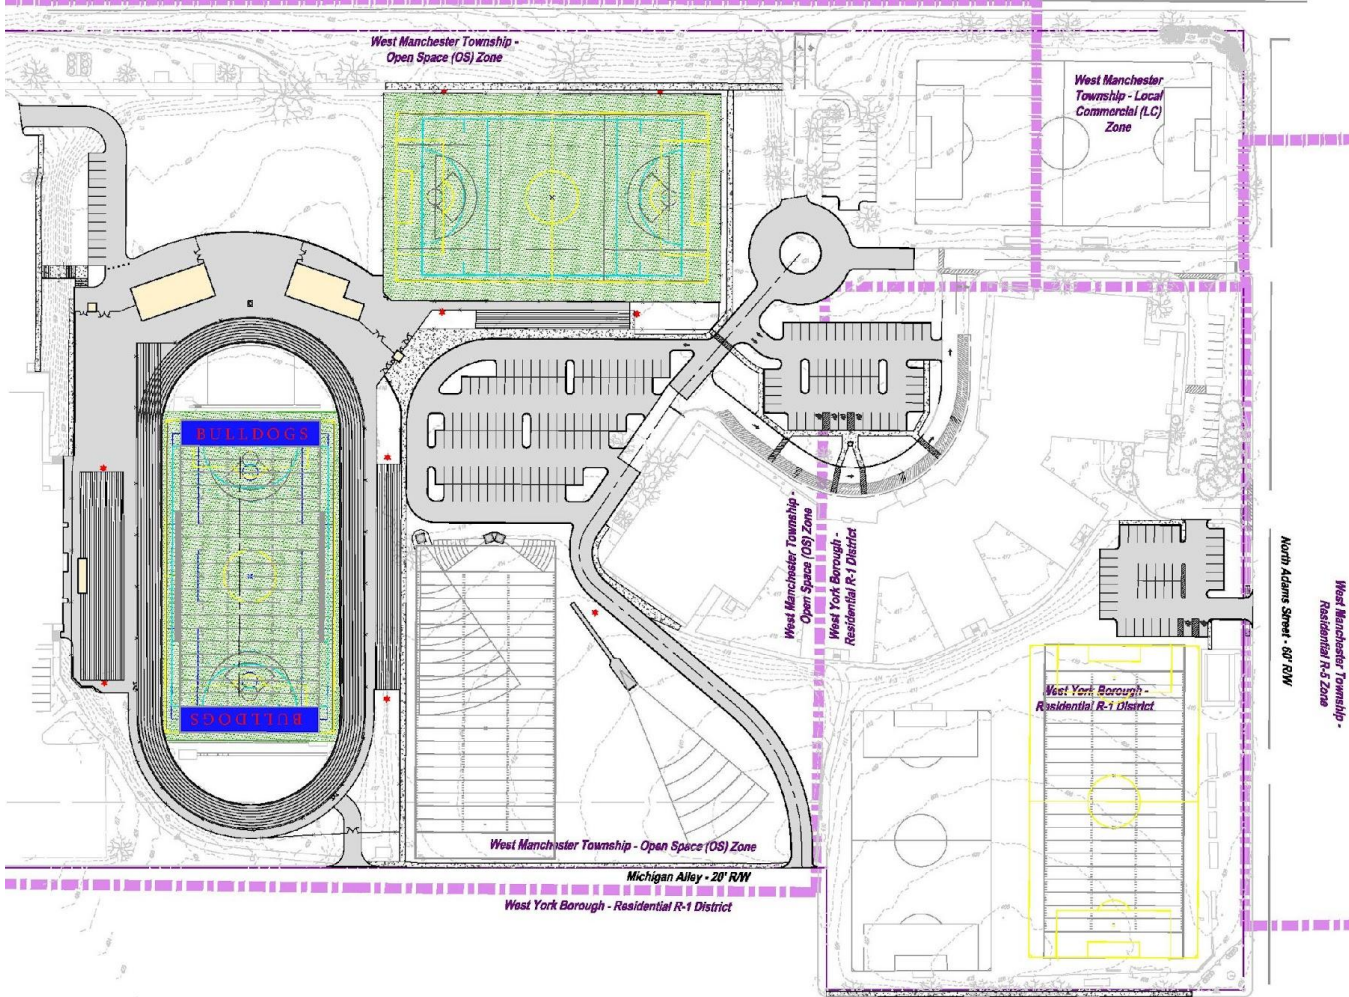 West Manchester Township -
Open Space (OS) Zone
West Manchester
Township - Local
Commercial (LC)
Zone
BULLDOGS
West Manchester Township -
Open Space (OS) Zone
West York Borough -
Residential R-1 District
North Adams Street - 60' R/W
West Manchester Township -
Residential R-5 Zone
West York Borough -
Residential R-1 District
BULLDOGS
West Manchester Township - Open Space (OS) Zone
Michigan Alley - 20' R/W
West York Borough - Residential R-1 District